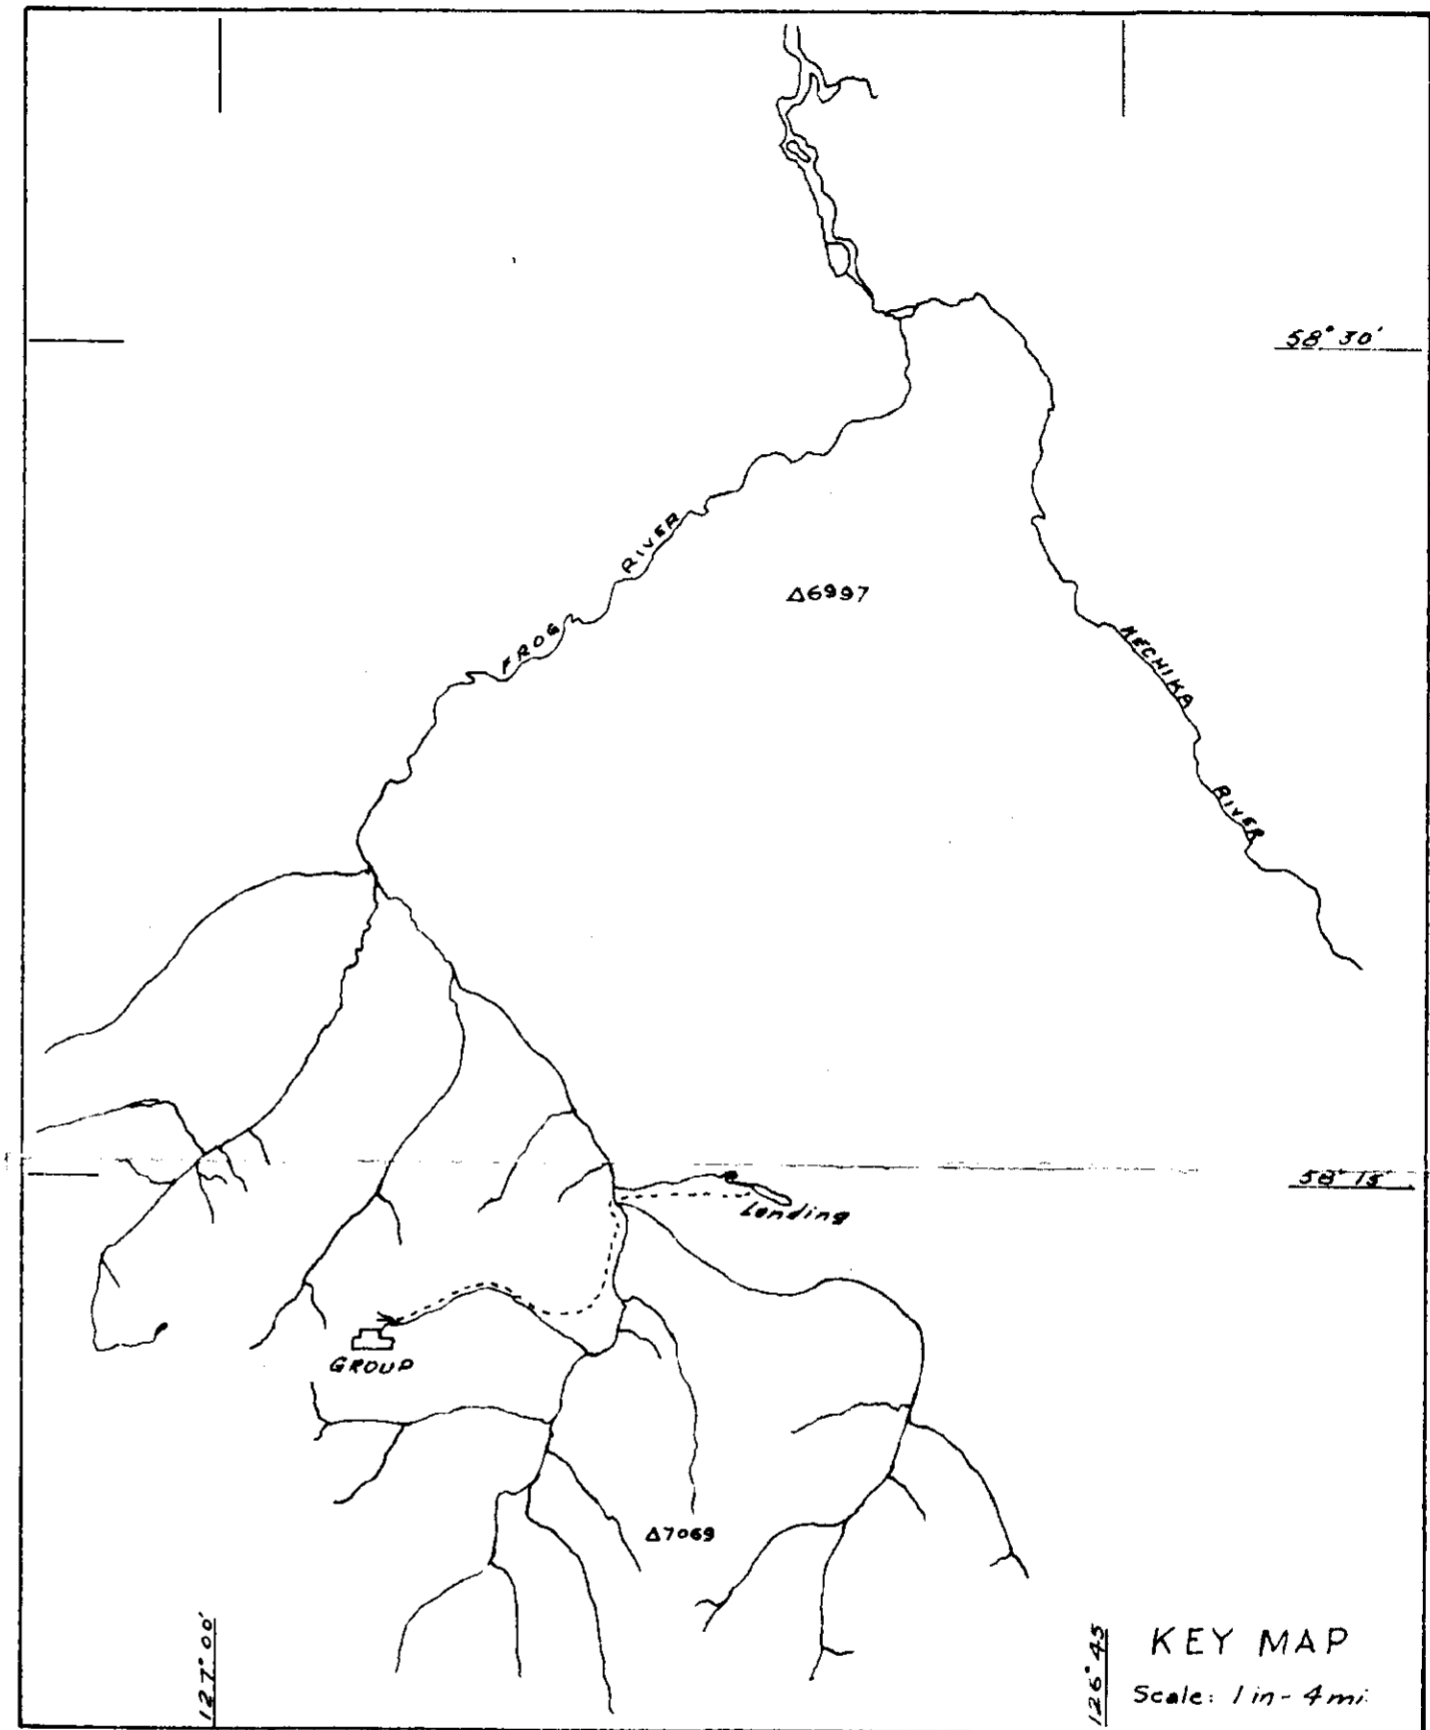 58° 30'
FROG RIVER
Δ6997
KECHIKA RIVER
58° 15'
Landing
GROUP
Δ7069
127° 00'
126° 45
KEY MAP
Scale: 1 in - 4 mi.